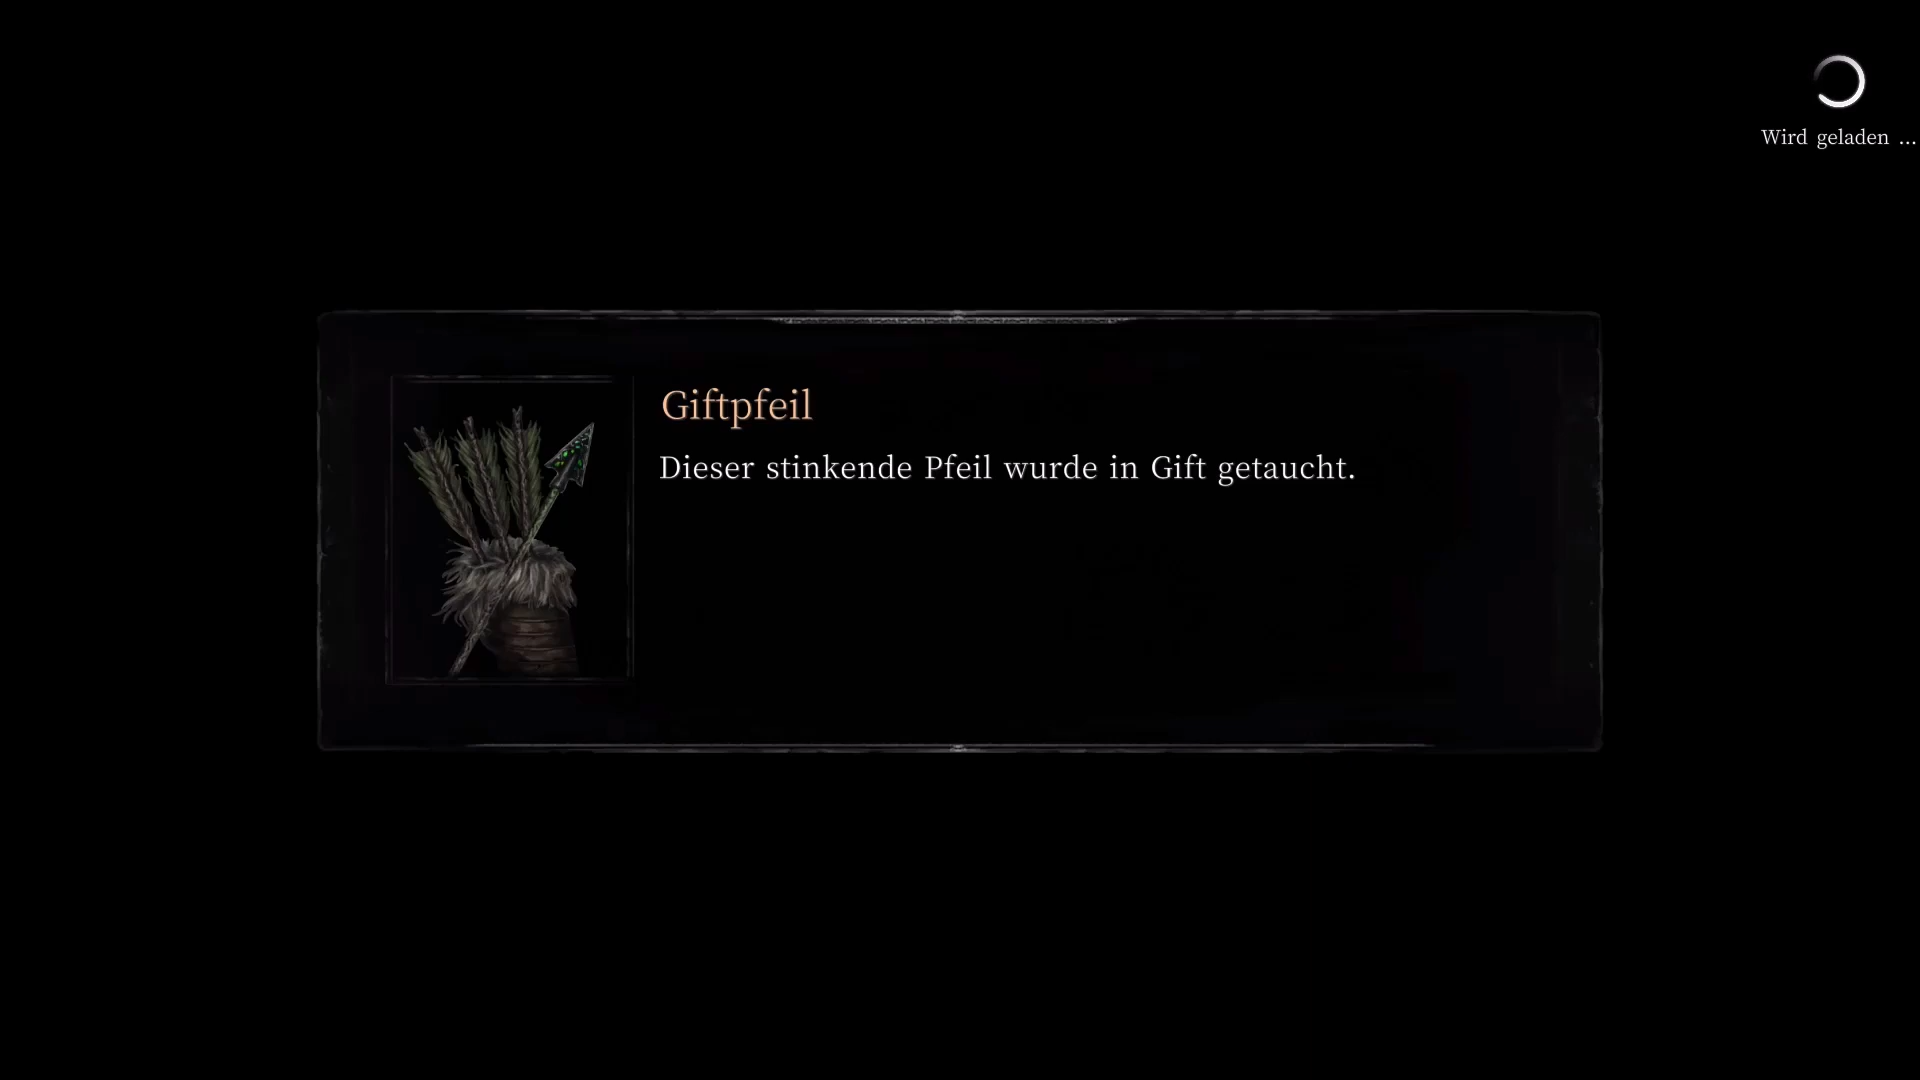 Wird geladen ...
Giftpfeil
Dieser stinkende Pfeil wurde in Gift getaucht.